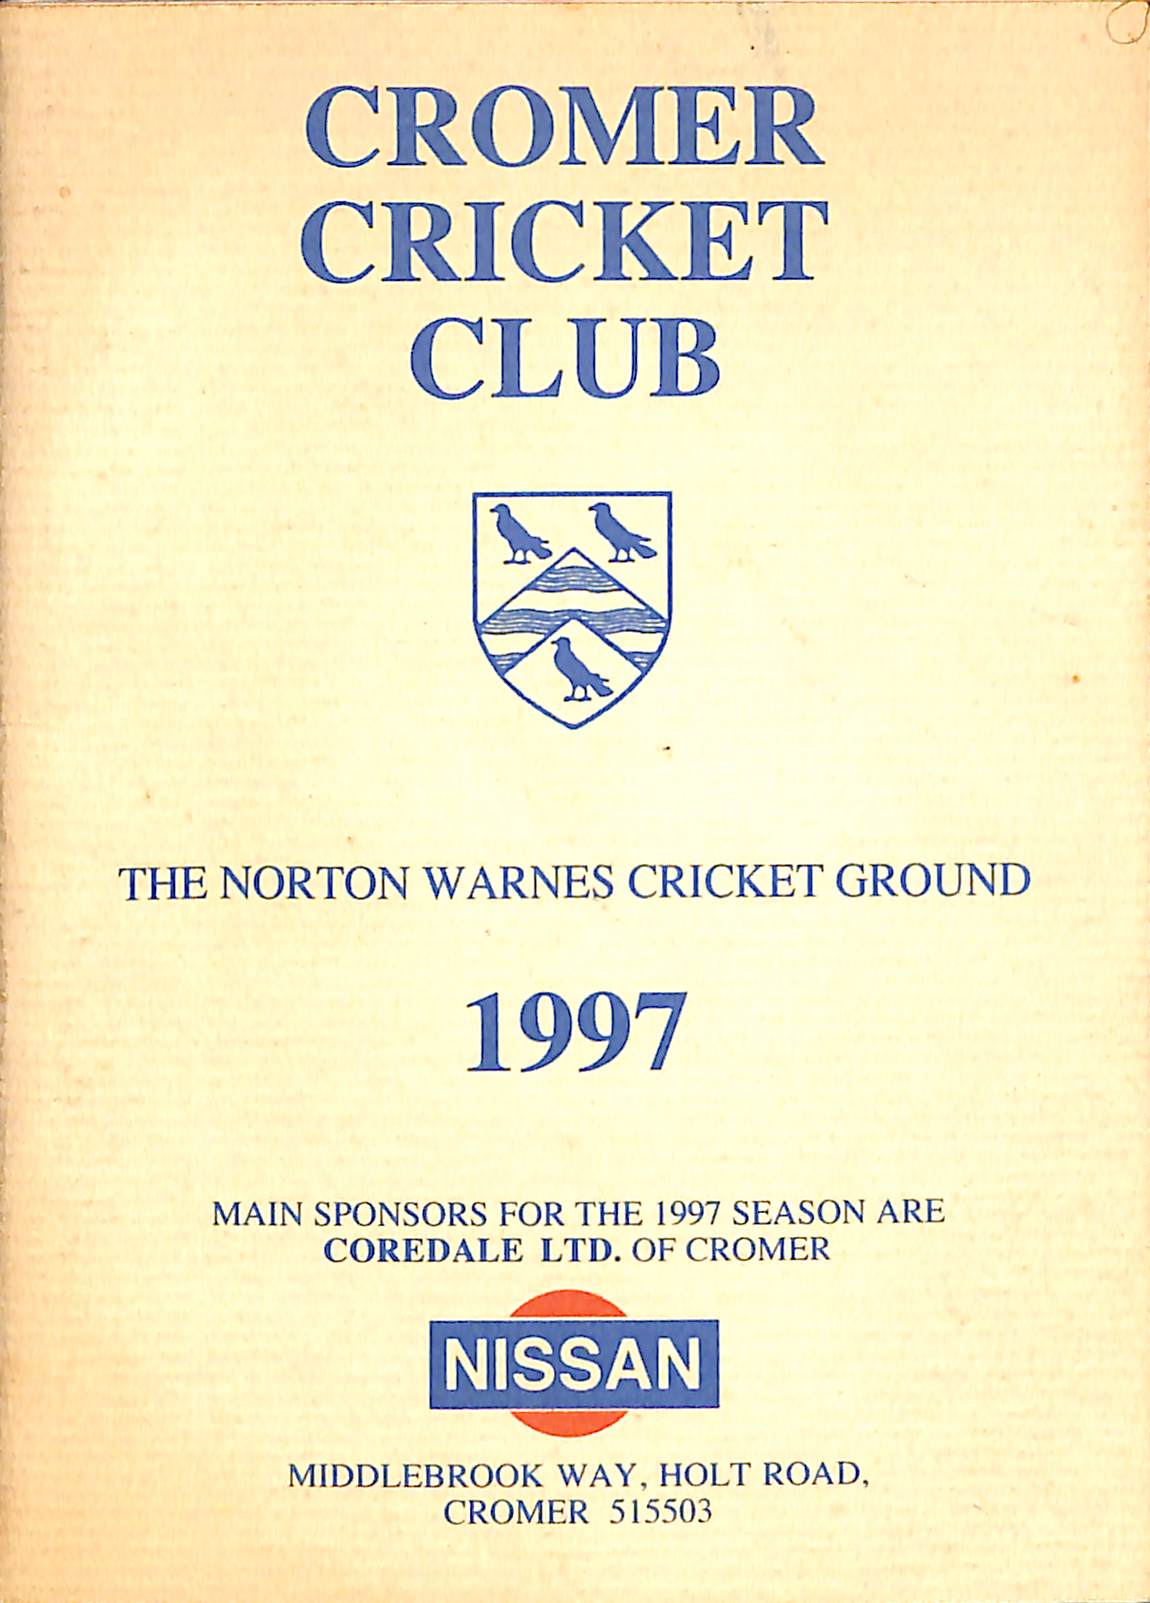 CROMER
CRICKET
CLUB
THE NORTON WARNES CRICKET GROUND
1997
MAIN SPONSORS FOR THE 1997 SEASON ARE
COREDALE LTD. OF CROMER
NISSAN
MIDDLEBROOK WAY, HOLT ROAD,
CROMER 515503